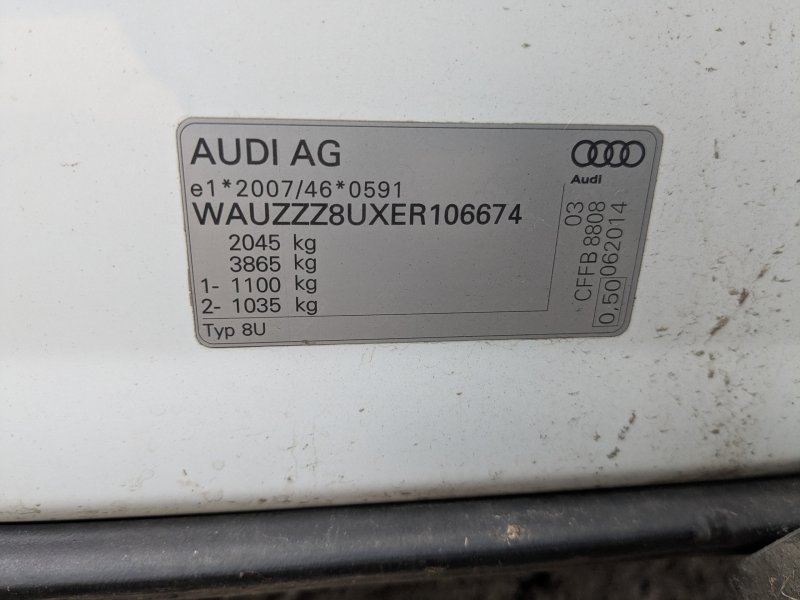 AUDI AG
Audi
e1*2007/46*0591
WAUZZZ8UXER106674
2045 kg
3865 kg
1- 1100 kg
2- 1035 kg
Typ 8U
03
CFFB 8808
0,50 062014